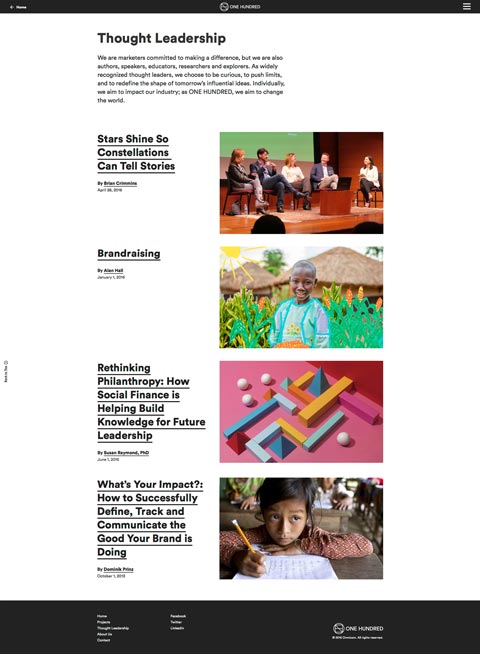 Home
ONE HUNDRED
Thought Leadership
We are marketers committed to making a difference, but we are also
authors, speakers, educators, researchers and explorers. As widely
recognized thought leaders, we choose to be curious, to push limits,
and to redefine the shape of tomorrow's influential ideas. Individually,
we aim to impact our industry; as ONE HUNDRED, we aim to change
the world.
Stars Shine So
Constellations
Can Tell Stories
By Brian Crimmins
April 28, 2016
Brandraising
By Alan Hall
January 1, 2016
Back to Top
Rethinking
Philanthropy: How
Social Finance is
Helping Build
Knowledge for Future
Leadership
By Susan Raymond, PhD
June 1, 2016
What's Your Impact?:
How to Successfully
Define, Track and
Communicate the
Good Your Brand is
Doing
By Dominik Prinz
October 1, 2013
Home
Projects
Thought Leadership
About Us
Contact
Facebook
Twitter
LinkedIn
ONE HUNDRED
© 2016 Omnicom. All rights reserved.